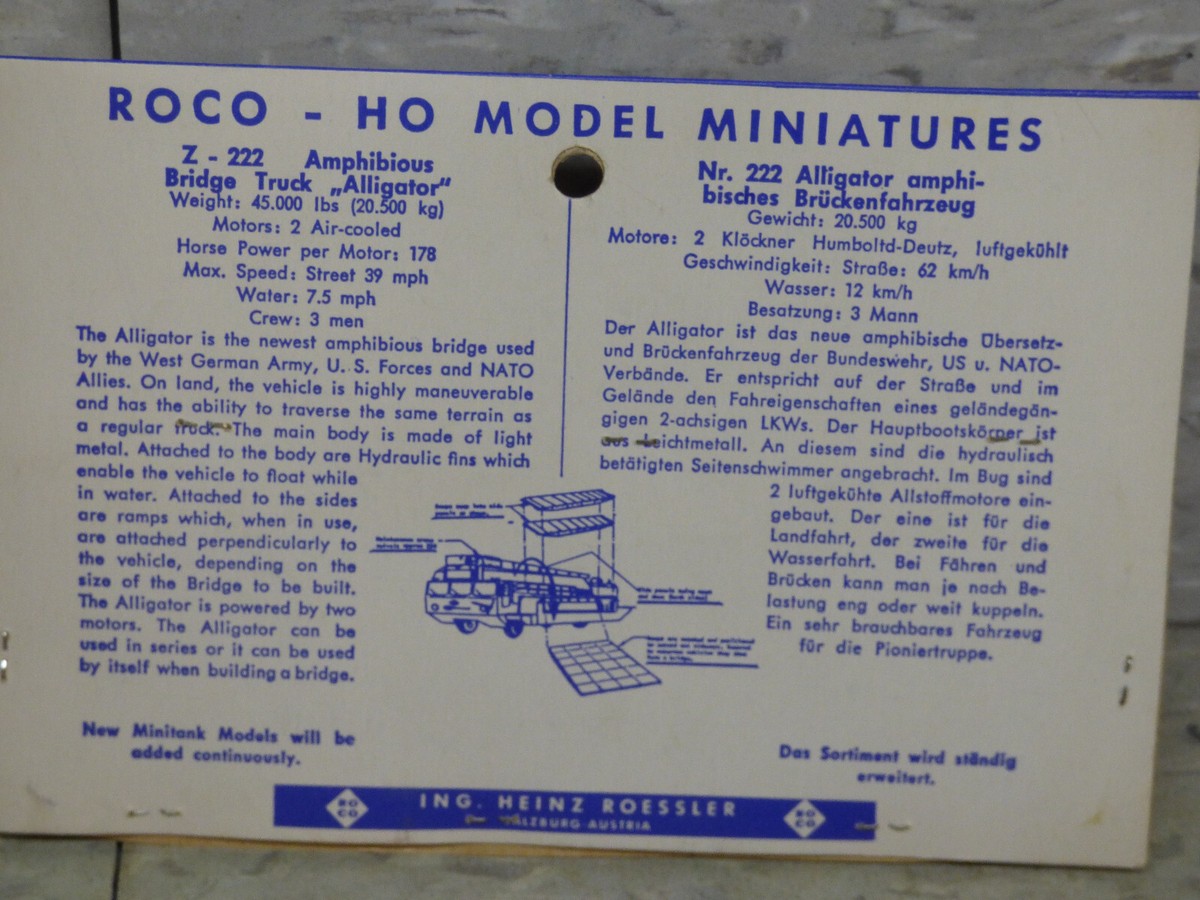 ROCO - HO MODEL MINIATURES
Z - 222 Amphibious
Bridge Truck „Alligator"
Weight: 45.000 lbs (20.500 kg)
Motors: 2 Air-cooled
Horse Power per Motor: 178
Max. Speed: Street 39 mph
Water: 7.5 mph
Crew: 3 men
The Alligator is the newest amphibious bridge used
by the West German Army, U. S. Forces and NATO
Allies. On land, the vehicle is highly maneuverable
and has the ability to traverse the same terrain as
a regular truck. The main body is made of light
metal. Attached to the body are Hydraulic fins which
enable the vehicle to float while
in water. Attached to the sides
are ramps which, when in use,
are attached perpendicularly to
the vehicle, depending on the
size of the Bridge to be built.
The Alligator is powered by two
motors. The Alligator can be
used in series or it can be used
by itself when building a bridge.
New Minitank Models will be
added continuously.
Nr. 222 Alligator amphi-
bisches Brückenfahrzeug
Gewicht: 20.500 kg
Motore: 2 Klöckner Humboltd-Deutz, luftgekühlt
Geschwindigkeit: Straße: 62 km/h
Wasser: 12 km/h
Besatzung: 3 Mann
Der Alligator ist das neue amphibische Übersetz-
und Brückenfahrzeug der Bundeswehr, US u. NATO-
Verbände. Er entspricht auf der Straße und im
Gelände den Fahreigenschaften eines geländegän-
gigen 2-achsigen LKWs. Der Hauptbootskörper ist
aus Leichtmetall. An diesem sind die hydraulisch
betätigten Seitenschwimmer angebracht. Im Bug sind
2 luftgekühte Allstoffmotore ein-
gebaut. Der eine ist für die
Landfahrt, der zweite für die
Wasserfahrt. Bei Fähren und
Brücken kann man je nach Be-
lastung eng oder weit kuppeln.
Ein sehr brauchbares Fahrzeug
für die Pioniertruppe.
Das Sortiment wird ständig
erweitert.
RO
CO
ING. HEINZ ROESSLER
SALZBURG AUSTRIA
RO
CO